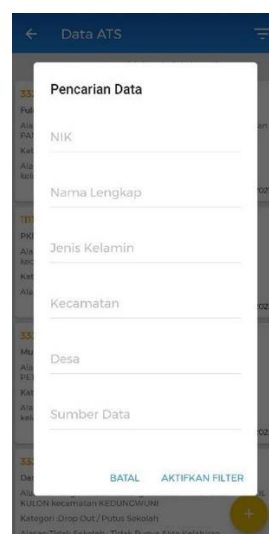 Data ATS
Pencarian Data
NIK
Nama Lengkap
Jenis Kelamin
Kecamatan
Desa
Sumber Data
BATAL
AKTIFKAN FILTER
KULON kecamatan KEDUNGWUNI
Kategori :Drop Out / Putus Sekolah